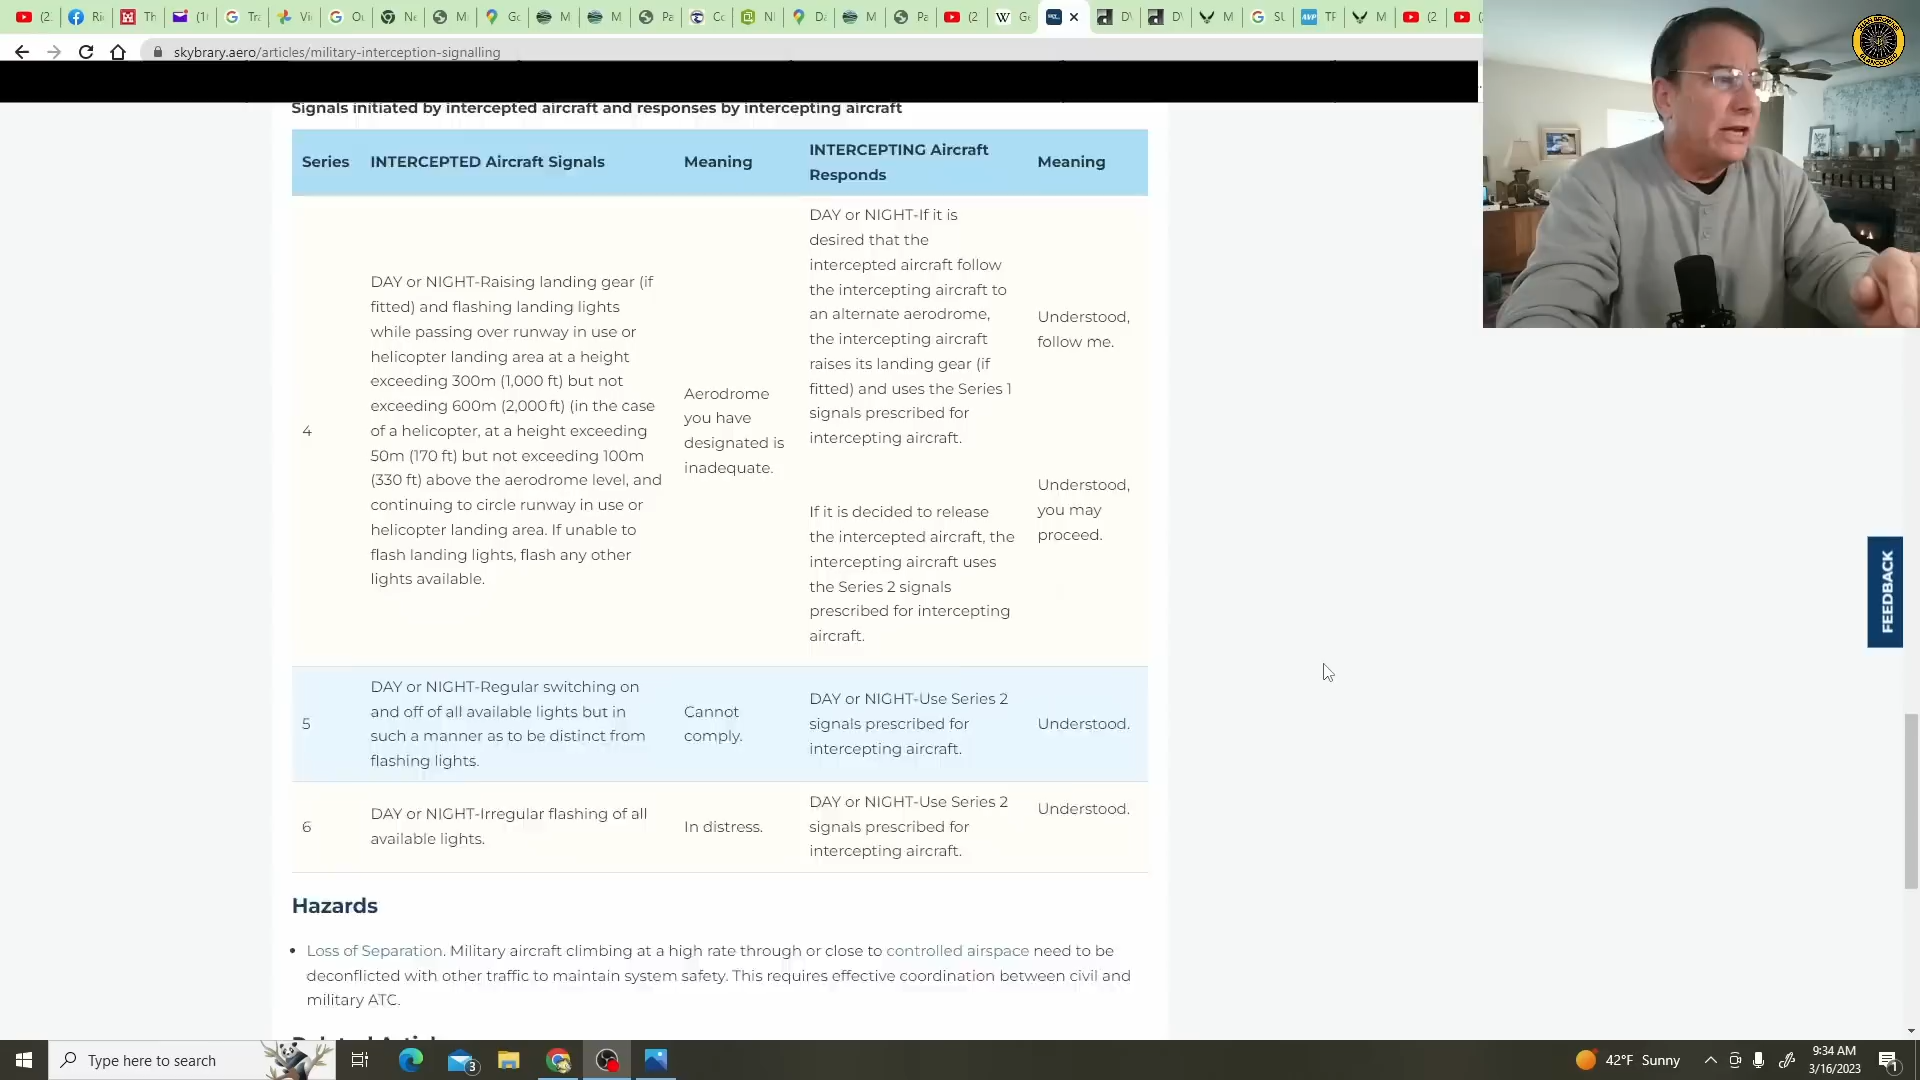 skybrary.aero/articles/military-interception-signalling
Signals initiated by intercepted aircraft and responses by intercepting aircraft
Series
INTERCEPTED Aircraft Signals
Meaning
INTERCEPTING Aircraft
Responds
Meaning
4
DAY or NIGHT-Raising landing gear (if
fitted) and flashing landing lights
while passing over runway in use or
helicopter landing area at a height
exceeding 300m (1,000 ft) but not
exceeding 600m (2,000 ft) (in the case
of a helicopter, at a height exceeding
50m (170 ft) but not exceeding 100m
(330 ft) above the aerodrome level, and
continuing to circle runway in use or
helicopter landing area. If unable to
flash landing lights, flash any other
lights available.
Aerodrome
you have
designated is
inadequate.
DAY or NIGHT-If it is
desired that the
intercepted aircraft follow
the intercepting aircraft to
an alternate aerodrome,
the intercepting aircraft
raises its landing gear (if
fitted) and uses the Series 1
signals prescribed for
intercepting aircraft.
Understood,
follow me.
If it is decided to release
the intercepted aircraft, the
intercepting aircraft uses
the Series 2 signals
prescribed for intercepting
aircraft.
Understood,
you may
proceed.
5
DAY or NIGHT-Regular switching on
and off of all available lights but in
such a manner as to be distinct from
flashing lights.
Cannot
comply.
DAY or NIGHT-Use Series 2
signals prescribed for
intercepting aircraft.
Understood.
6
DAY or NIGHT-Irregular flashing of all
available lights.
In distress.
DAY or NIGHT-Use Series 2
signals prescribed for
intercepting aircraft.
Understood.
Hazards
• Loss of Separation. Military aircraft climbing at a high rate through or close to controlled airspace need to be
deconflicted with other traffic to maintain system safety. This requires effective coordination between civil and
military ATC.
FEEDBACK
Type here to search
3
42°F Sunny
9:34 AM
3/16/2023
1